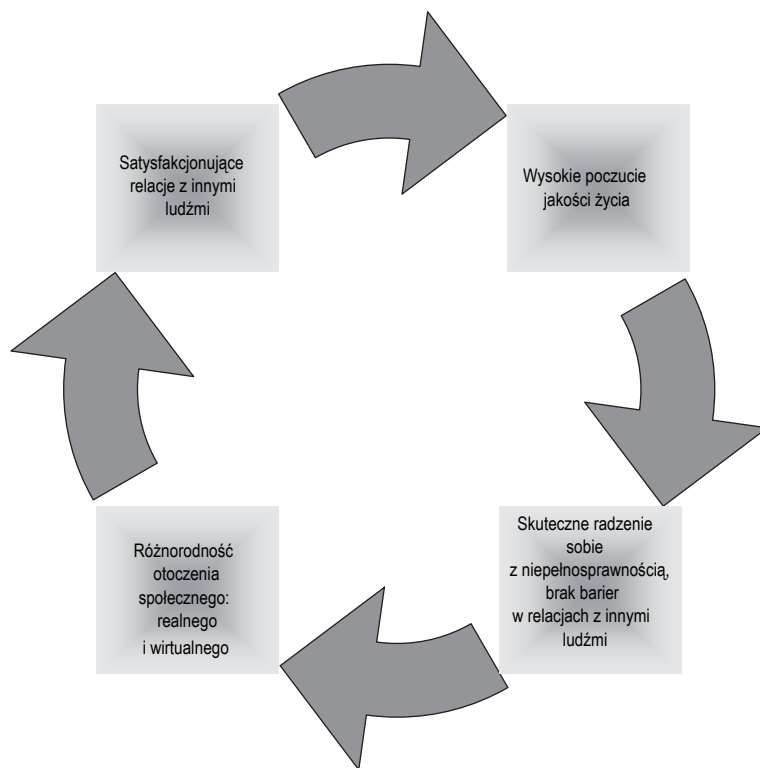 Satysfakcjonujące
relacje z innymi
ludźmi
Wysokie poczucie
jakości życia
Różnorodność
otoczenia
społecznego:
realnego
i wirtualnego
Skuteczne radzenie
sobie
z niepełnosprawnością,
brak barier
w relacjach z innymi
ludźmi